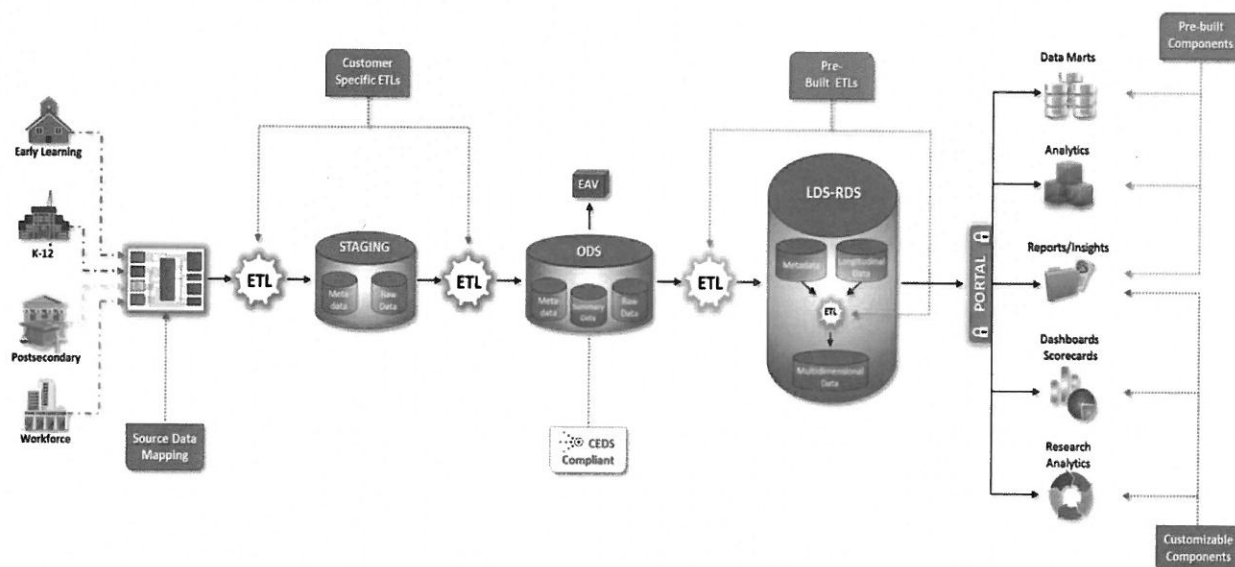 Customer
Specific ETLs
Pre-
Built ETLs
Pre-built
Components
Data Marts
Early Learning
Analytics
EAV
LDS-RDS
K-12
STAGING
ODS
Metadata
Longitudinal
Data
Reports/Insights
ETL
ETL
ETL
PORTAL
Meta
data
Raw
Data
Meta
data
Summary
Data
Raw
Data
ETL
Postsecondary
Dashboards
Scorecards
Multidimensional
Data
Workforce
Source Data
Mapping
CEDS
Compliant
Research
Analytics
Customizable
Components